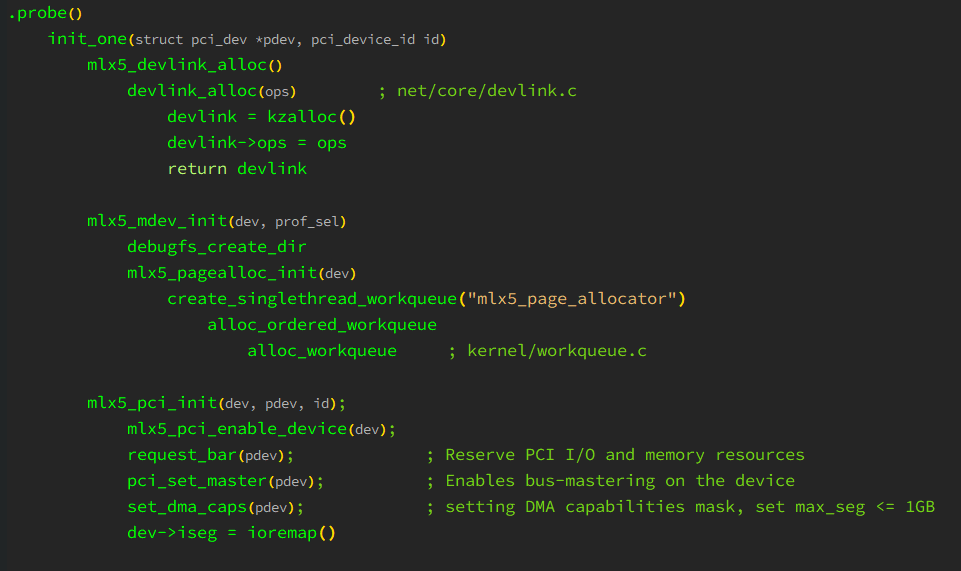 .probe()
init_one(struct pci_dev *pdev, pci_device_id id)
mlx5_devlink_alloc()
devlink_alloc(ops) ; net/core/devlink.c
devlink = kzalloc()
devlink->ops = ops
return devlink
mlx5_mdev_init(dev, prof_sel)
debugfs_create_dir
mlx5_pagealloc_init(dev)
create_singlethread_workqueue("mlx5_page_allocator")
alloc_ordered_workqueue
alloc_workqueue ; kernel/workqueue.c
mlx5_pci_init(dev, pdev, id);
mlx5_pci_enable_device(dev);
request_bar(pdev); ; Reserve PCI I/O and memory resources
pci_set_master(pdev); ; Enables bus-mastering on the device
set_dma_caps(pdev); ; setting DMA capabilities mask, set max_seg <= 1GB
dev->iseg = ioremap()